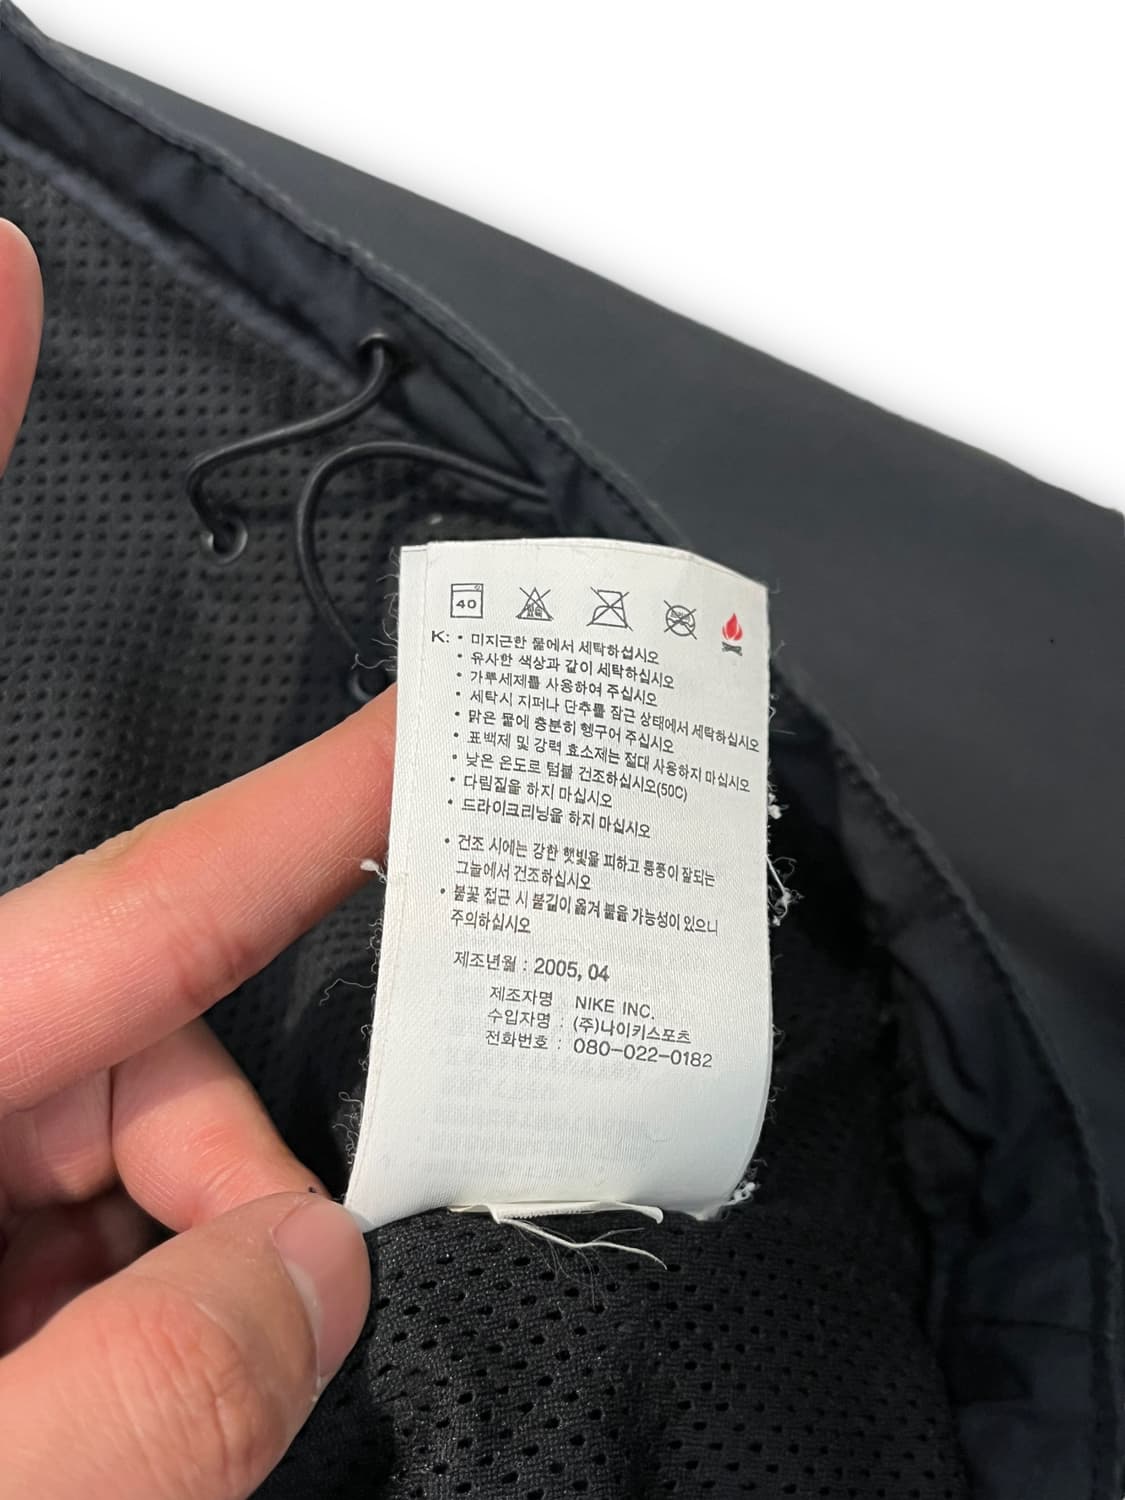 40
K: • 미지근한 물에서 세탁하십시오
• 유사한 색상과 같이 세탁하십시오
• 가루세제를 사용하여 주십시오
• 세탁시 지퍼나 단추를 잠근 상태에서 세탁하십시오
• 맑은 물에 충분히 헹구어 주십시오
• 표백제 및 강력 효소제는 절대 사용하지 마십시오
• 낮은 온도로 텀블 건조하십시오(50C)
• 다림질을 하지 마십시오
• 드라이크리닝을 하지 마십시오
• 건조 시에는 강한 햇빛을 피하고 통풍이 잘되는
그늘에서 건조하십시오
• 불꽃 접근 시 불길이 옮겨 붙을 가능성이 있으니
주의하십시오
제조년월 : 2005, 04
제조자명 NIKE INC.
수입자명 : (주)나이키스포츠
전화번호 : 080-022-0182